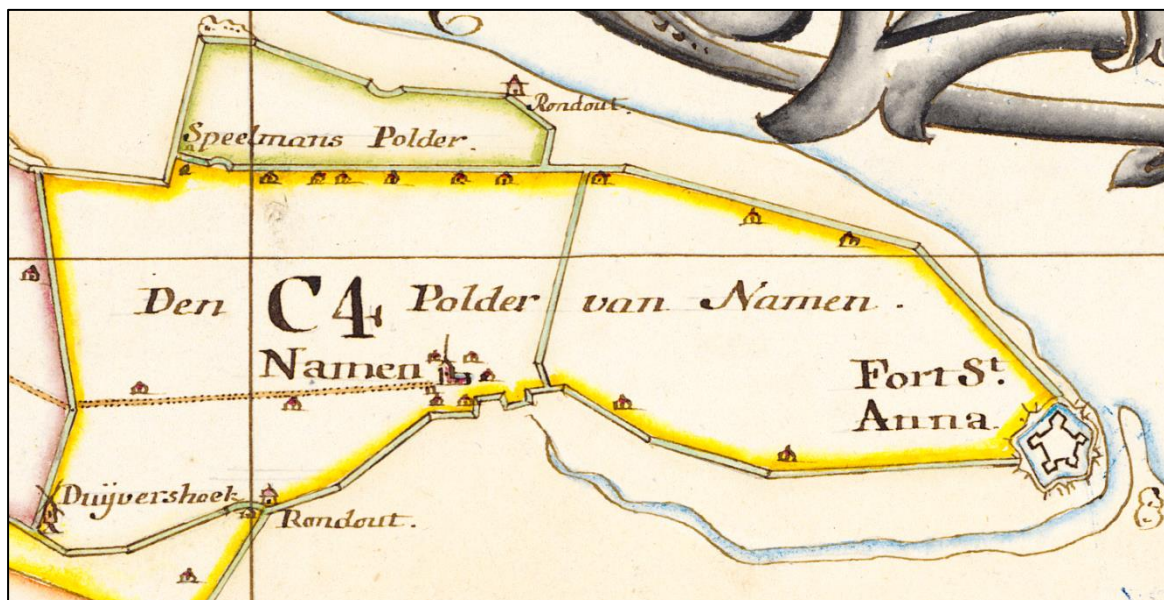 Rondout.
Speelmans Polder.
Den C4 Polder van Namen.
Namen
Fort St.
Anna.
Duijvershoek
Rondout.